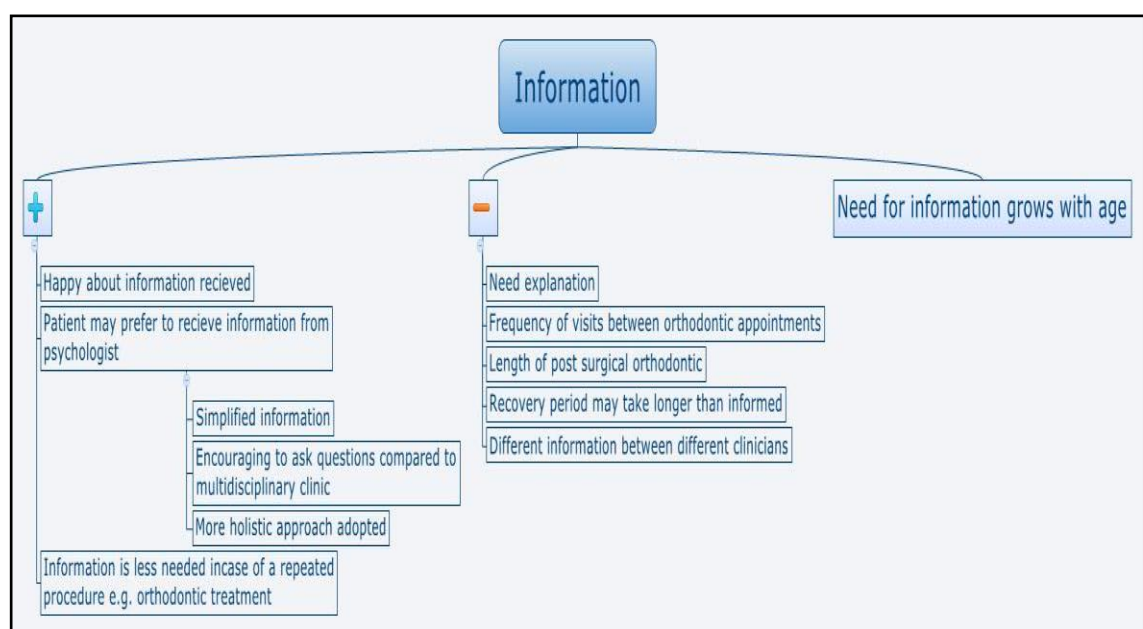 Information
Need for information grows with age
Happy about information recieved
Patient may prefer to recieve information from
psychologist
Simplified information
Encouraging to ask questions compared to
multidisciplinary clinic
More holistic approach adopted
Information is less needed incase of a repeated
procedure e.g. orthodontic treatment
Need explanation
Frequency of visits between orthodontic appointments
Length of post surgical orthodontic
Recovery period may take longer than informed
Different information between different clinicians